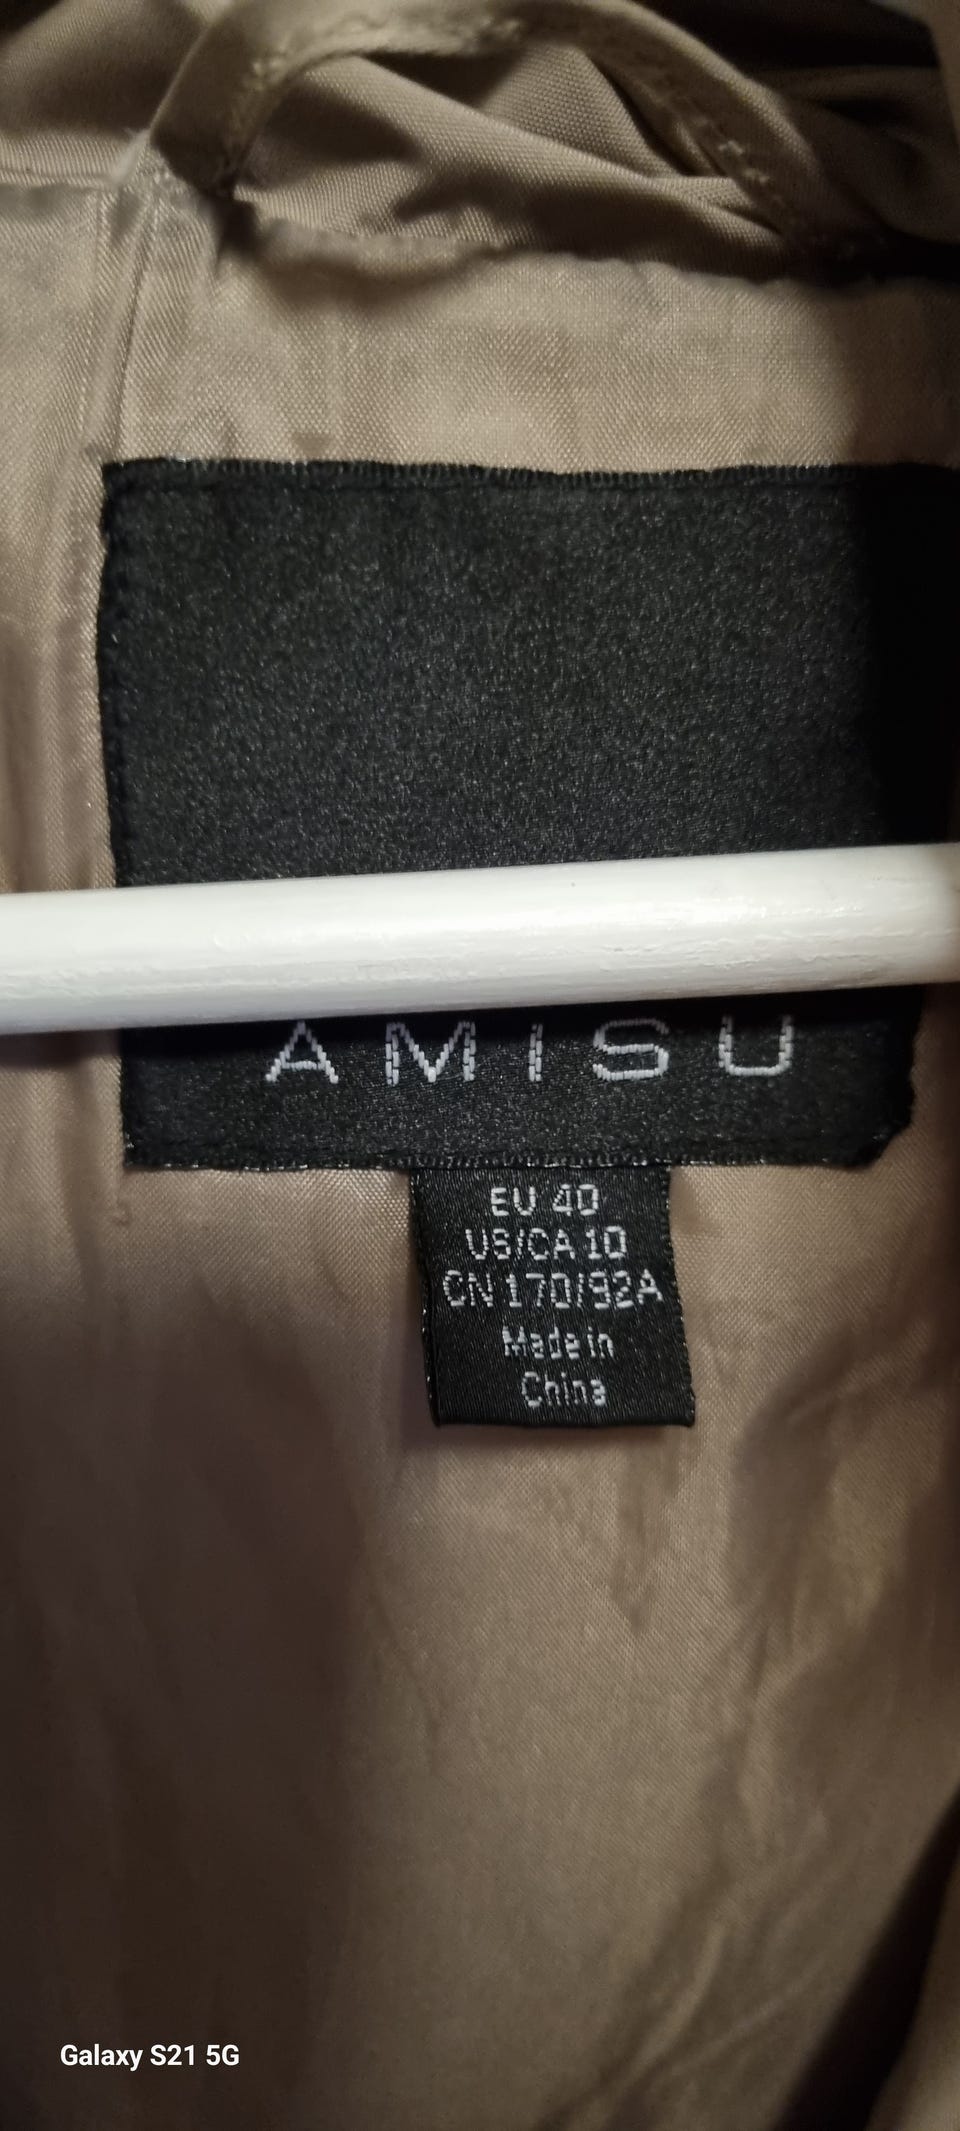 AMISU
EU 40
US/CA 10
CN 170/92A
Made in
China
Galaxy S21 5G